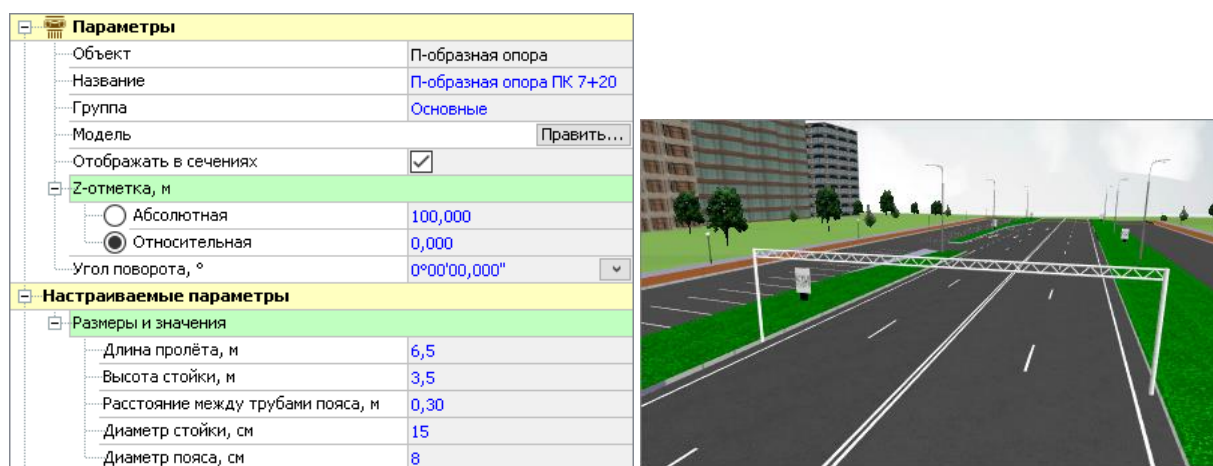 Параметры
Объект П-образная опора
Название П-образная опора ПК 7+20
Группа Основные
Модель Править...
Отображать в сечениях
Z-отметка, м
Абсолютная 100,000
Относительная 0,000
Угол поворота, ° 0°00'00,000"
Настраиваемые параметры
Размеры и значения
Длина пролёта, м 6,5
Высота стойки, м 3,5
Расстояние между трубами пояса, м 0,30
Диаметр стойки, см 15
Диаметр пояса, см 8